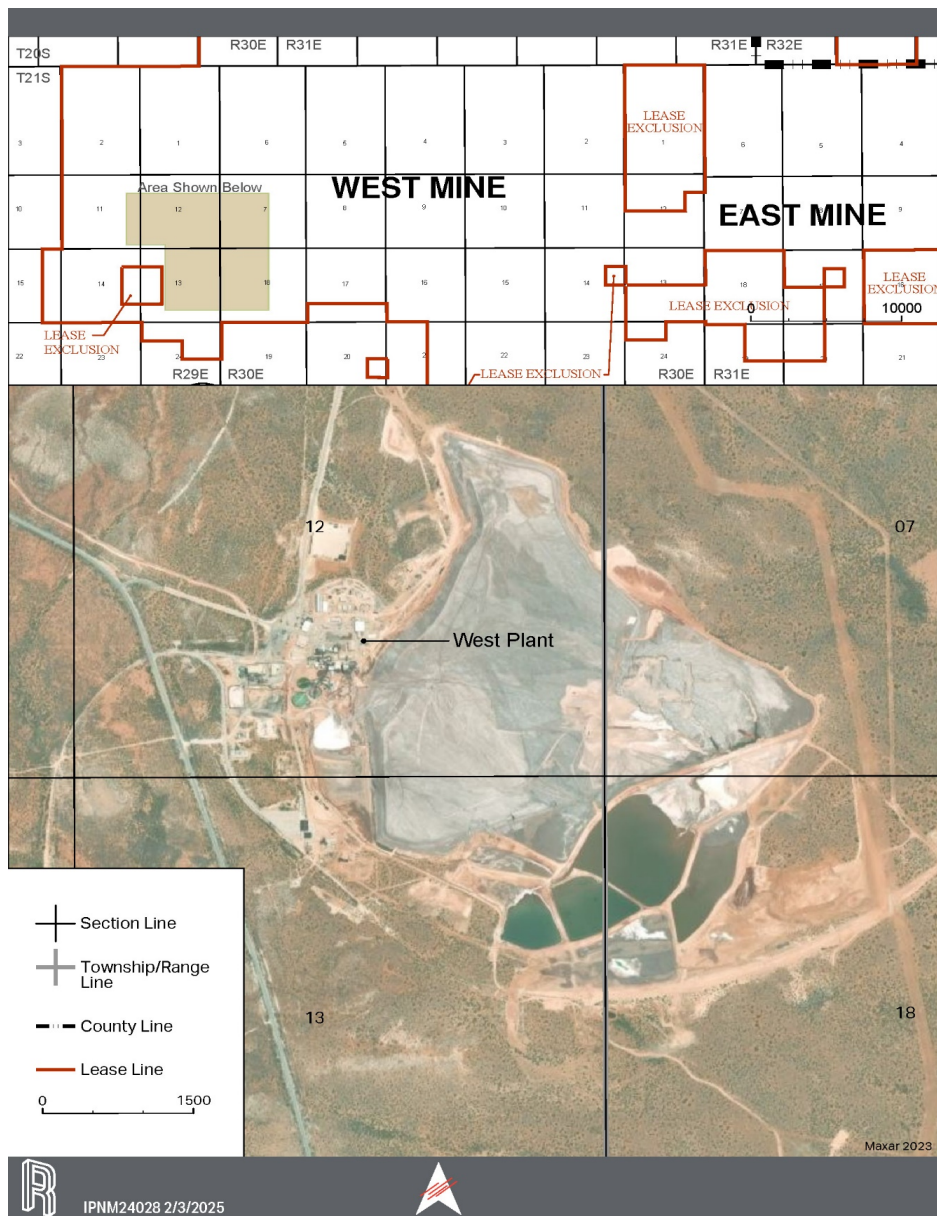 R30E R31E R31E R32E
T20S
T21S
LEASE
EXCLUSION
3 2 1 6 5 4 3 2 1 6 5 4
Area Shown Below
WEST MINE
EAST MINE
10 11 12 7 8 9 10 11 12 9
15 14 13 18 17 16 15 14 18
LEASE
EXCLUSION
LEASE EXCLUSION
0 10000
LEASE
EXCLUSION
22 23 19 20 22 23 24 21
LEASE EXCLUSION
R29E R30E R30E R31E
12 07
West Plant
13 18
Section Line
Township/Range
Line
County Line
Lease Line
0 1500
Maxar 2023
R IPNM24028 2/3/2025